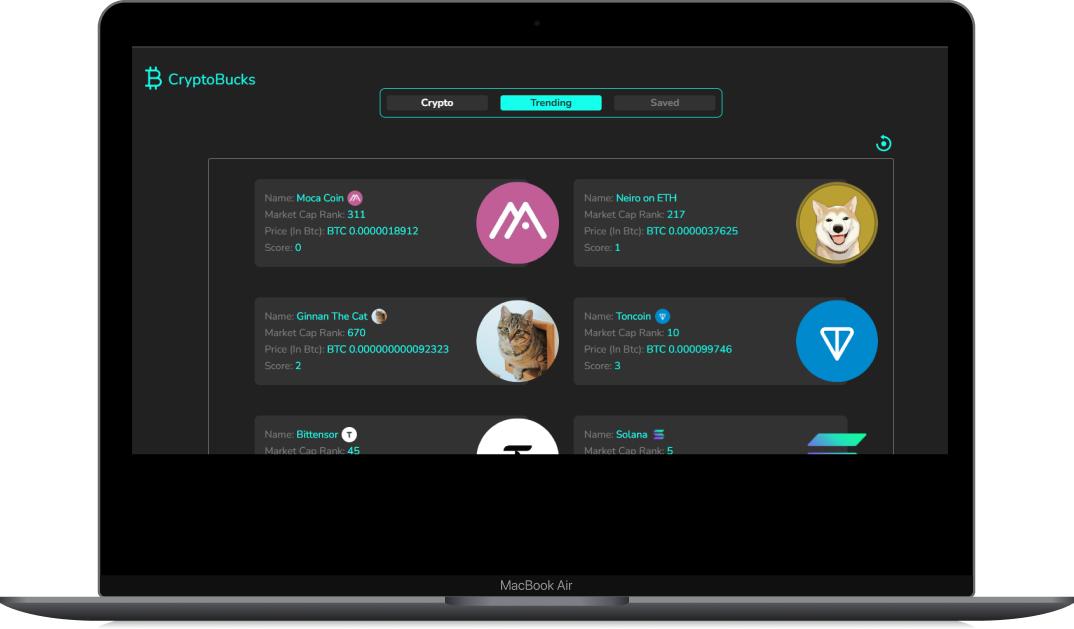 CryptoBucks
Crypto
Trending
Saved
Name: Moca Coin
Market Cap Rank: 311
Price (In Btc): BTC 0.0000018912
Score: 0
Name: Neiro on ETH
Market Cap Rank: 217
Price (In Btc): BTC 0.0000037625
Score: 1
Name: Ginnan The Cat
Market Cap Rank: 670
Price (In Btc): BTC 0.000000000092323
Score: 2
Name: Toncoin
Market Cap Rank: 10
Price (In Btc): BTC 0.000099746
Score: 3
Name: Bittensor
Market Cap Rank: 45
Name: Solana
Market Cap Rank: 5
MacBook Air